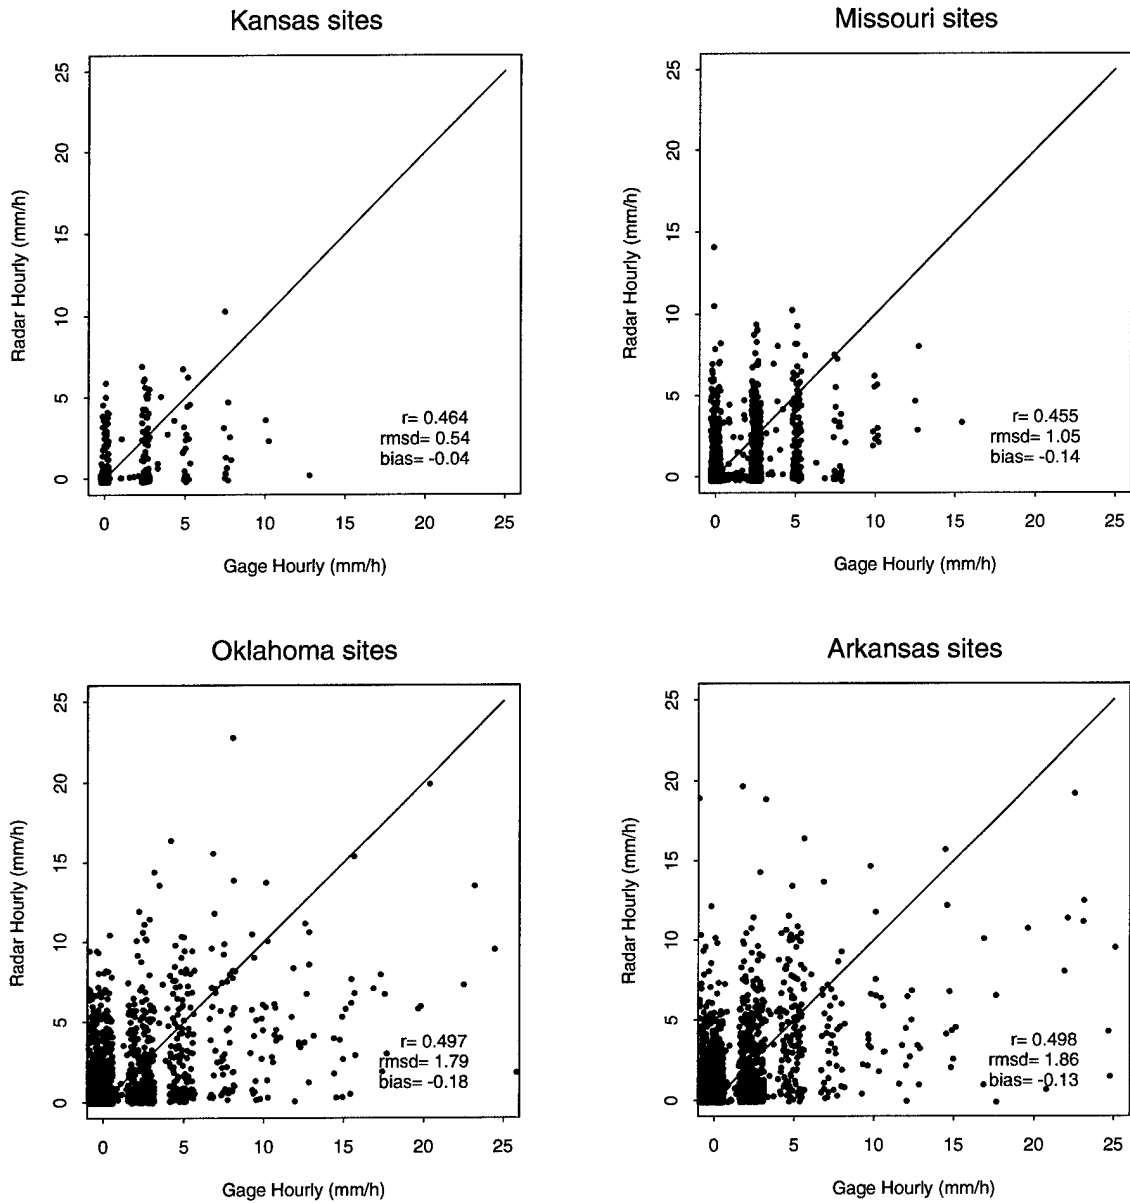 Kansas sites
25
20
15
10
5
0
Radar Hourly (mm/h)
r= 0.464
rmsd= 0.54
bias= -0.04
0 5 10 15 20 25
Gage Hourly (mm/h)
Missouri sites
25
20
15
10
5
0
Radar Hourly (mm/h)
r= 0.455
rmsd= 1.05
bias= -0.14
0 5 10 15 20 25
Gage Hourly (mm/h)
Oklahoma sites
25
20
15
10
5
0
Radar Hourly (mm/h)
r= 0.497
rmsd= 1.79
bias= -0.18
0 5 10 15 20 25
Gage Hourly (mm/h)
Arkansas sites
25
20
15
10
5
0
Radar Hourly (mm/h)
r= 0.498
rmsd= 1.86
bias= -0.13
0 5 10 15 20 25
Gage Hourly (mm/h)